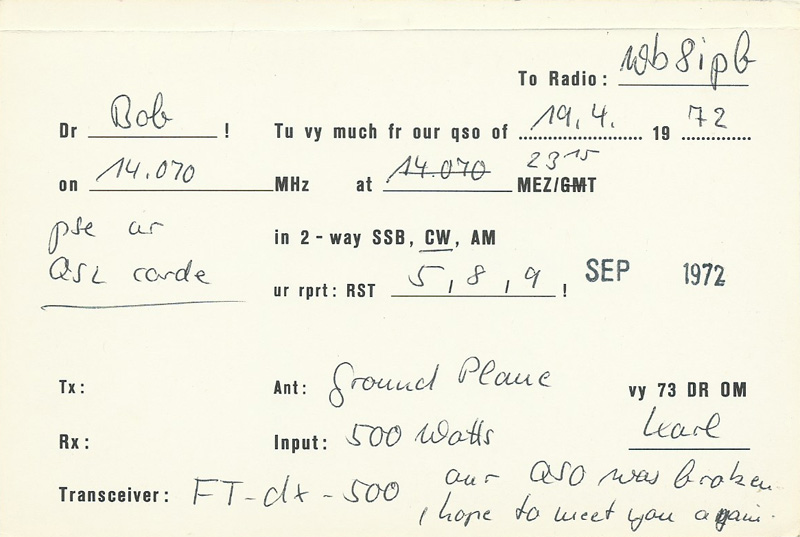 To Radio: wb8ipb
Dr Bob ! Tu vy much fr our qso of 19.4. 1972
on 14.070 MHz at 14.070 23 15 MEZ/GMT
pse ur in 2-way SSB, CW, AM
QSL carde ur rprt: RST 5, 8, 9 ! SEP 1972
Tx: Ant: Ground Plane vy 73 DR OM
Rx: Input: 500 Watts Karl
Transceiver: FT-dx-500 our QSO was broken.
I hope to meet you again.